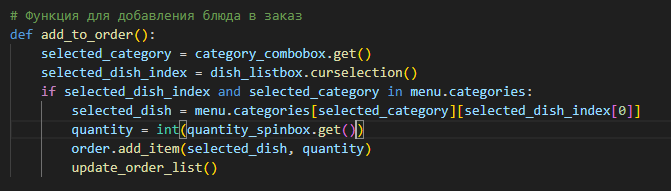 # Функция для добавления блюда в заказ
def add_to_order():
    selected_category = category_combobox.get()
    selected_dish_index = dish_listbox.curselection()
    if selected_dish_index and selected_category in menu.categories:
        selected_dish = menu.categories[selected_category][selected_dish_index[0]]
        quantity = int(quantity_spinbox.get())
        order.add_item(selected_dish, quantity)
        update_order_list()